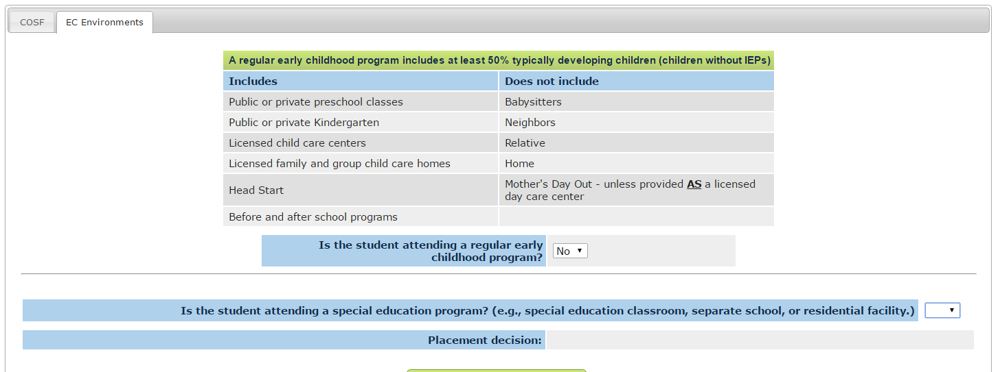 COSF
EC Environments
A regular early childhood program includes at least 50% typically developing children (children without IEPs)
Includes
Does not include
Public or private preschool classes
Babysitters
Public or private Kindergarten
Neighbors
Licensed child care centers
Relative
Licensed family and group child care homes
Home
Head Start
Mother's Day Out - unless provided AS a licensed
day care center
Before and after school programs
Is the student attending a regular early
childhood program?
No
Is the student attending a special education program? (e.g., special education classroom, separate school, or residential facility.)
Placement decision: